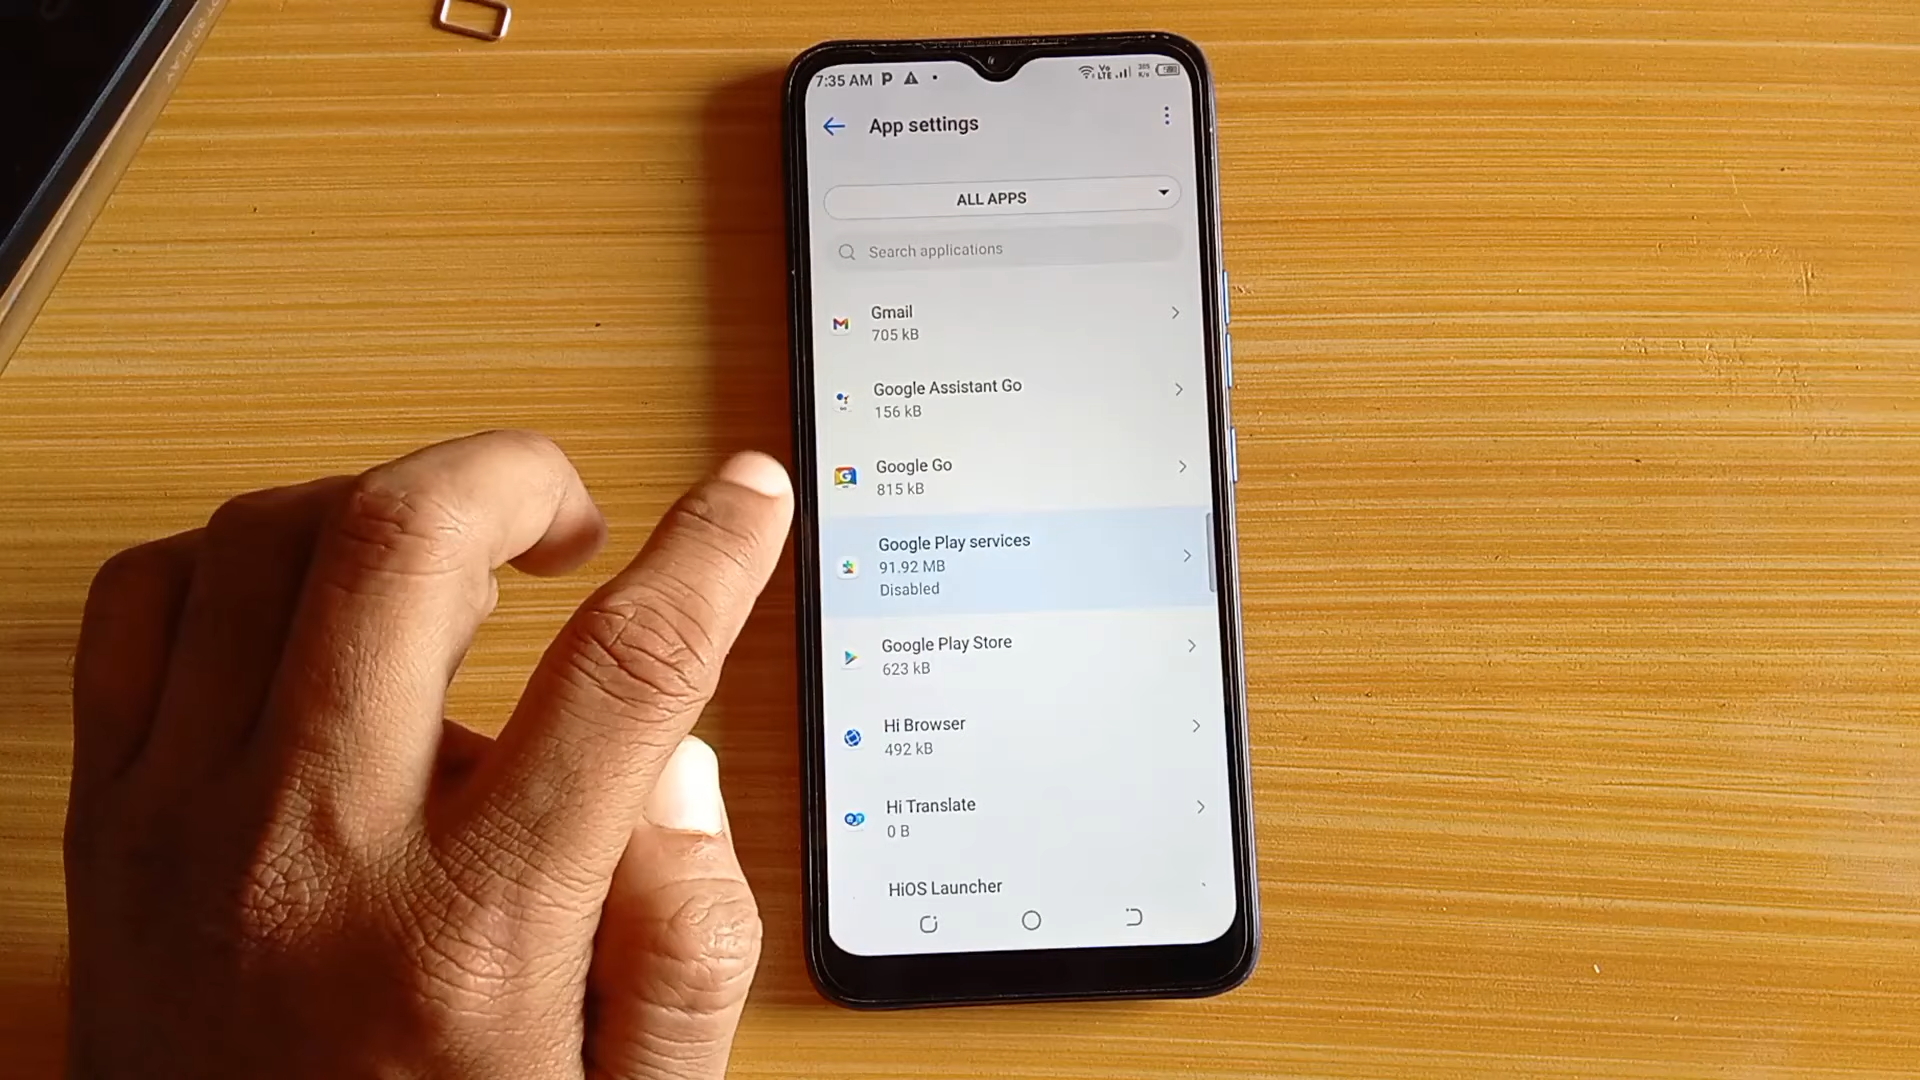 7:35 AM
Vo
LTE
App settings
ALL APPS
Search applications
Gmail
705 kB
Google Assistant Go
156 kB
Google Go
815 kB
Google Play services
91.92 MB
Disabled
Google Play Store
623 kB
Hi Browser
492 kB
Hi Translate
0 B
HiOS Launcher